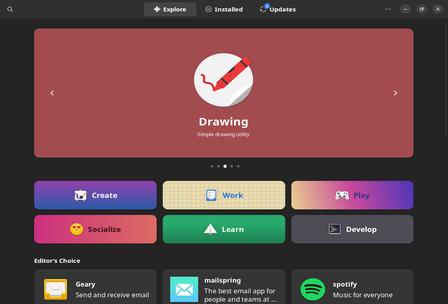 Explore
Installed
Updates
Drawing
Simple drawing utility
Create
Work
Play
Socialize
Learn
Develop
Editor's Choice
Geary
Send and receive email
mailspring
The best email app for
people and teams at ...
spotify
Music for everyone